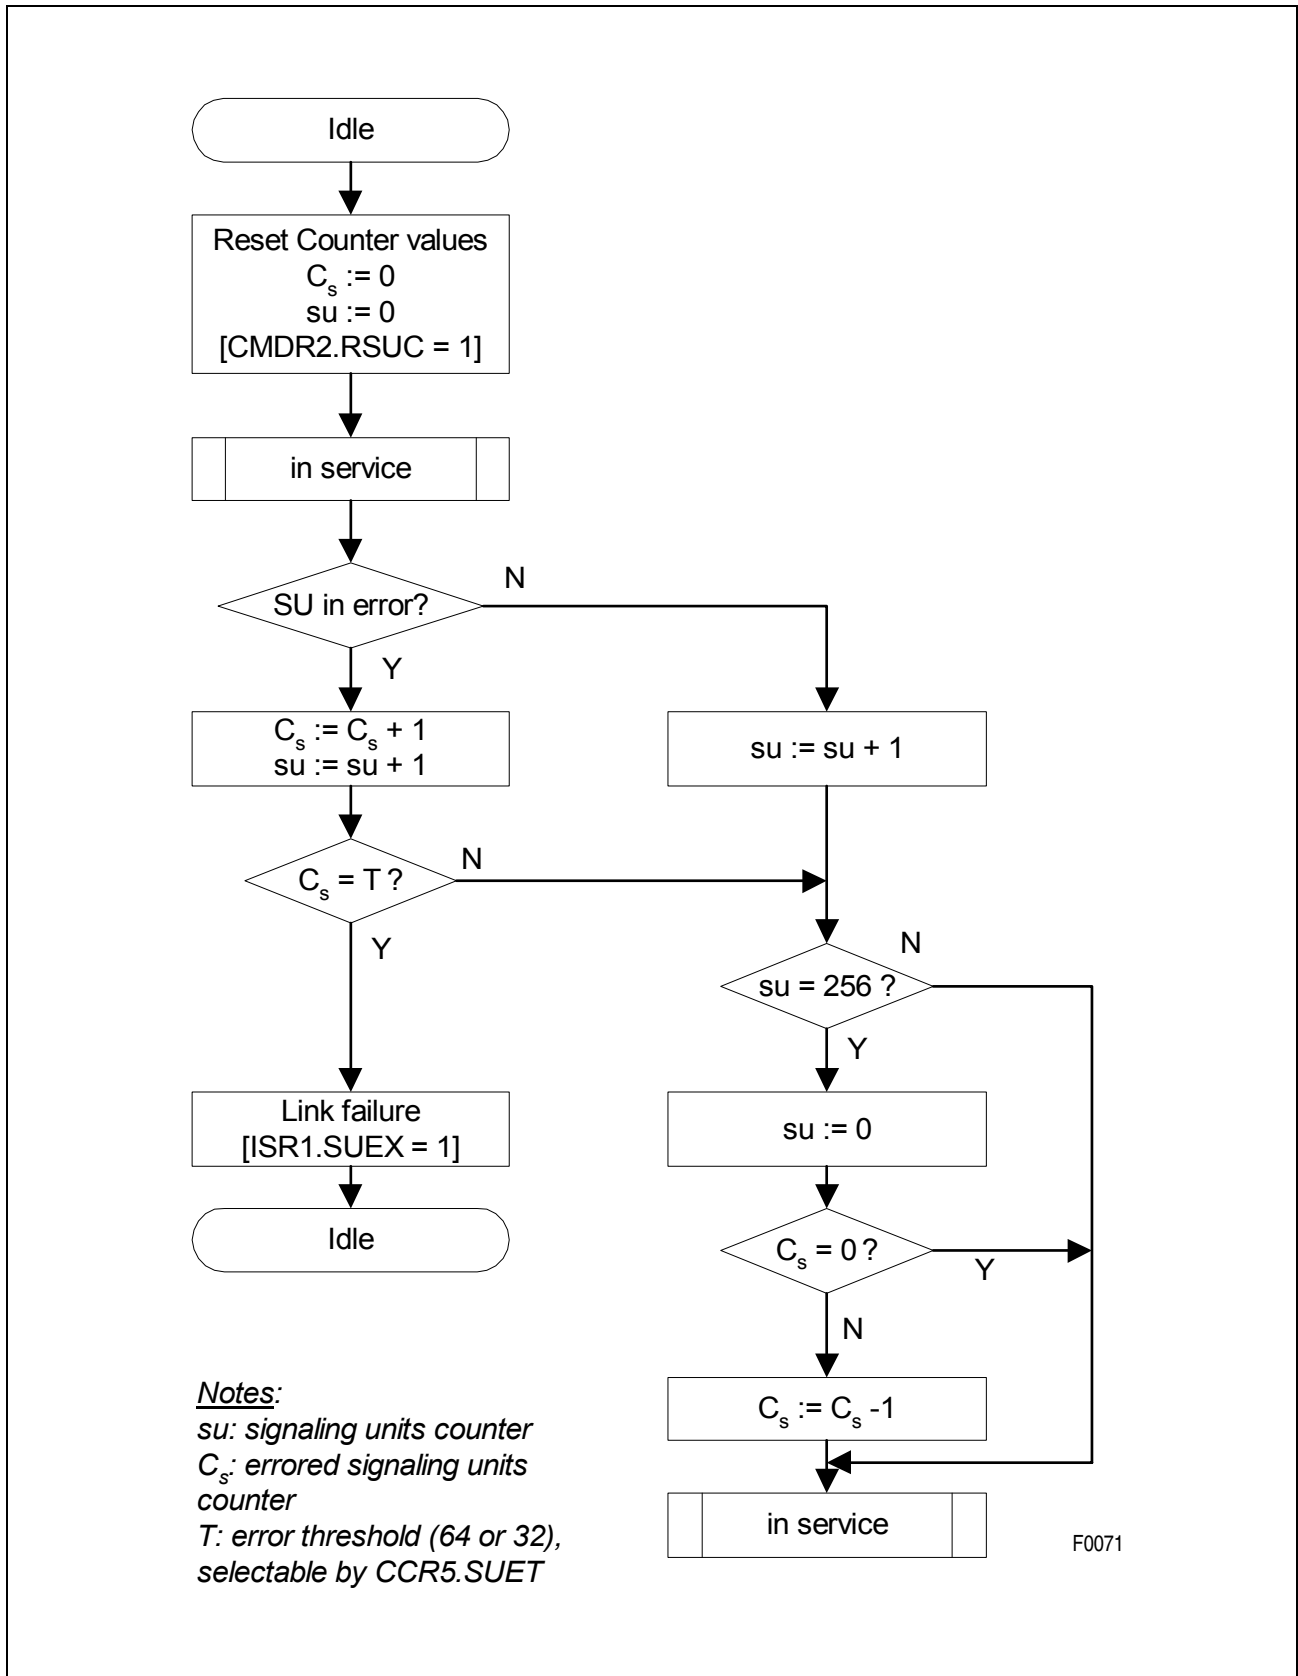 Idle
Reset Counter values
Cs := 0
su := 0
[CMDR2.RSUC = 1]
in service
SU in error?
N
Y
Cs := Cs + 1
su := su + 1
su := su + 1
Cs = T ?
N
Y
su = 256 ?
N
Y
Link failure
[ISR1.SUEX = 1]
su := 0
Idle
Cs = 0 ?
Y
N
Cs := Cs -1
in service
Notes:
su: signaling units counter
Cs: errored signaling units
counter
T: error threshold (64 or 32),
selectable by CCR5.SUET
F0071